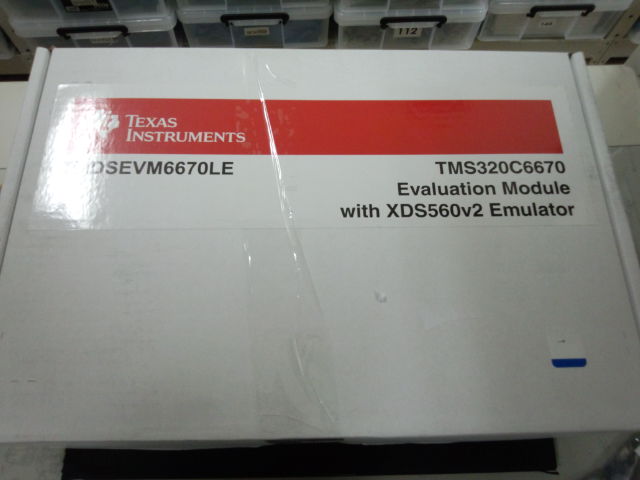 112
TEXAS
INSTRUMENTS
DSEVM6670LE
TMS320C6670
Evaluation Module
with XDS560v2 Emulator